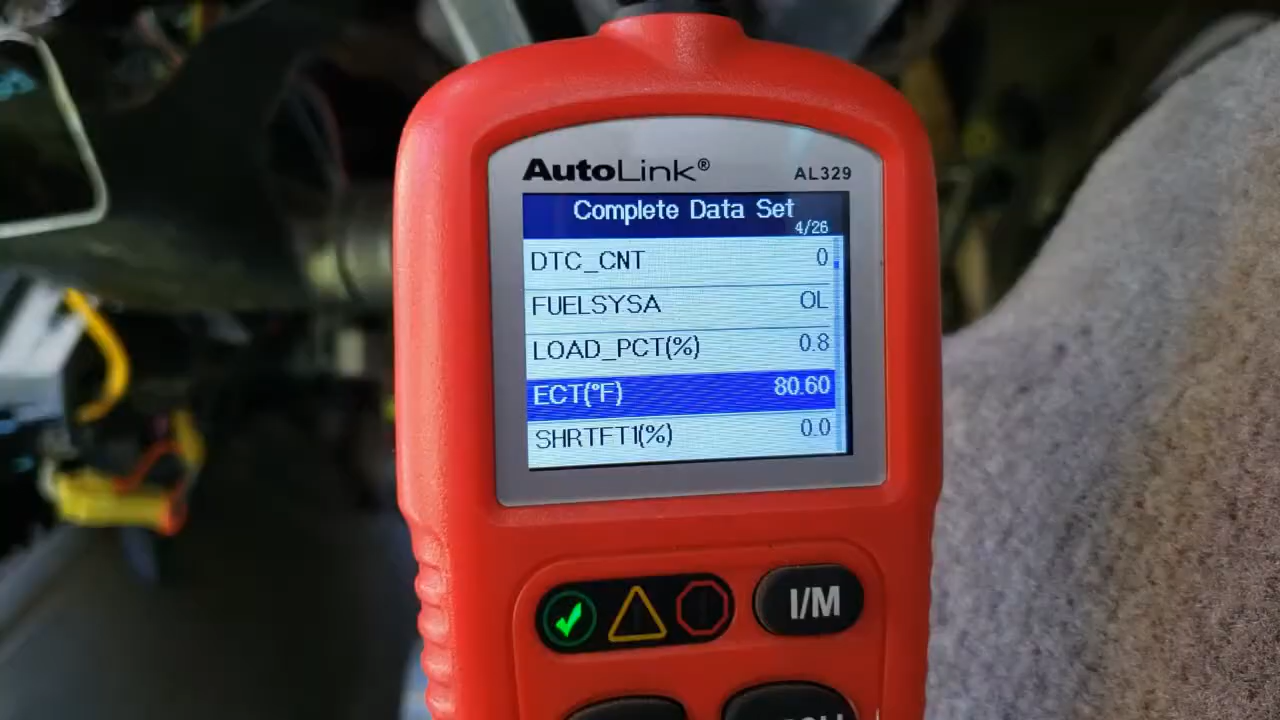 AutoLink®
AL329
Complete Data Set
4/26
DTC_CNT 0
FUELSYSA OL
LOAD_PCT(%) 0.8
ECT(°F) 80.60
SHRTFT1(%) 0.0
I/M